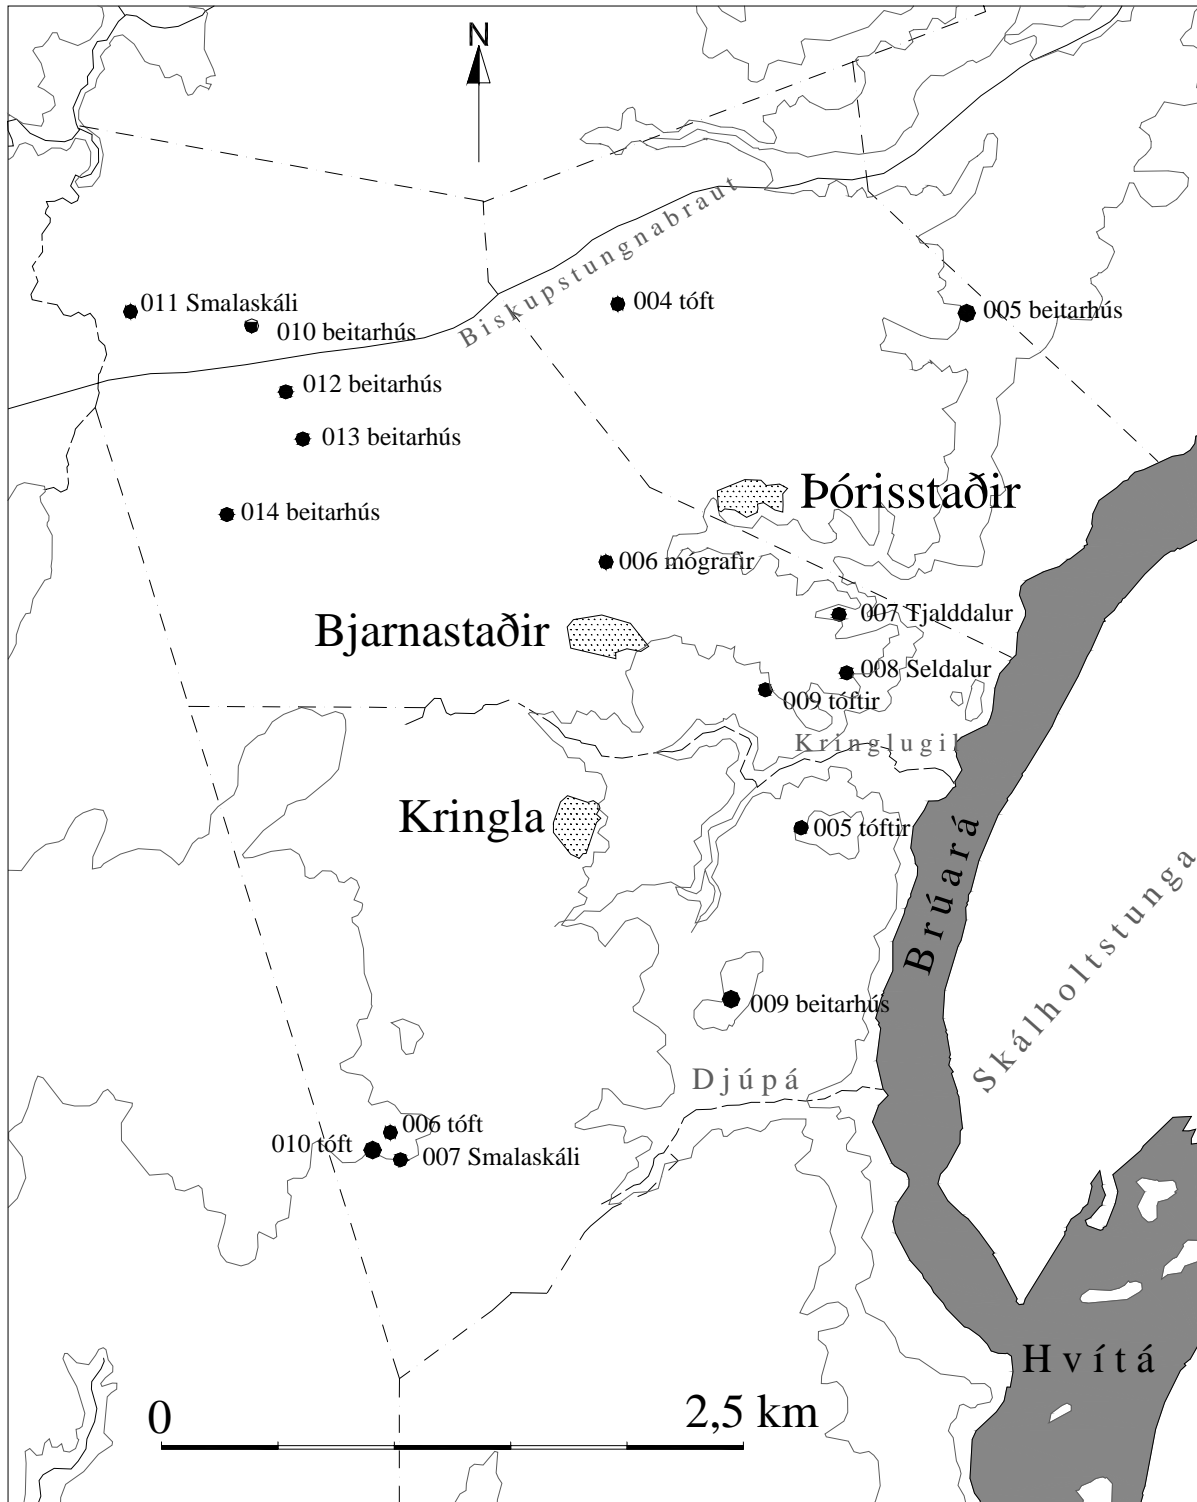 N
Biskupstungnabraut
011 Smalaskáli
010 beitarhús
004 tóft
005 beitarhús
012 beitarhús
013 beitarhús
014 beitarhús
Þórisstaðir
006 mógrafir
007 Tjalddalur
Bjarnastaðir
008 Seldalur
009 tóftir
Kringlugil
Kringla
005 tóftir
Brúará
Skálholtstunga
009 beitarhús
Djúpá
006 tóft
010 tóft
007 Smalaskáli
Hvítá
0
2,5 km